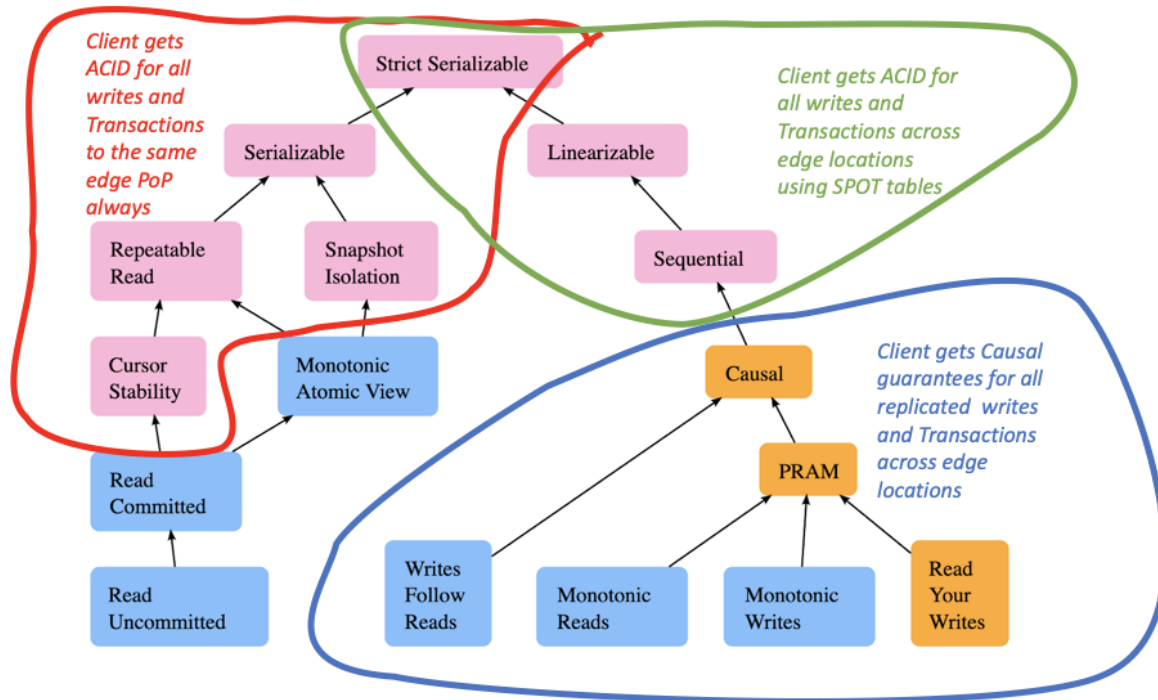 Client gets
ACID for all
writes and
Transactions
to the same
edge PoP
always
Strict Serializable
Client gets ACID for
all writes and
Transactions across
edge locations
using SPOT tables
Serializable
Linearizable
Repeatable
Read
Snapshot
Isolation
Sequential
Cursor
Stability
Monotonic
Atomic View
Causal
Client gets Causal
guarantees for all
replicated writes
and Transactions
across edge
locations
PRAM
Read
Committed
Writes
Follow
Reads
Monotonic
Reads
Monotonic
Writes
Read
Your
Writes
Read
Uncommitted